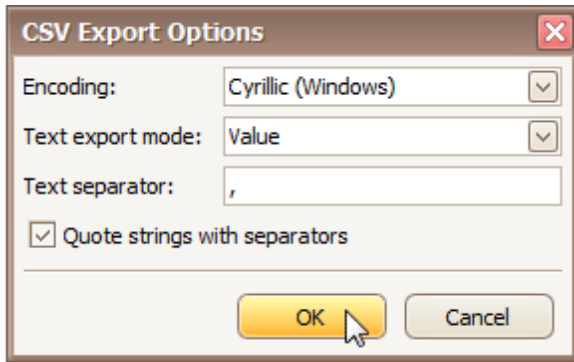 CSV Export Options
Encoding: Cyrillic (Windows)
Text export mode: Value
Text separator: ,
Quote strings with separators
OK Cancel